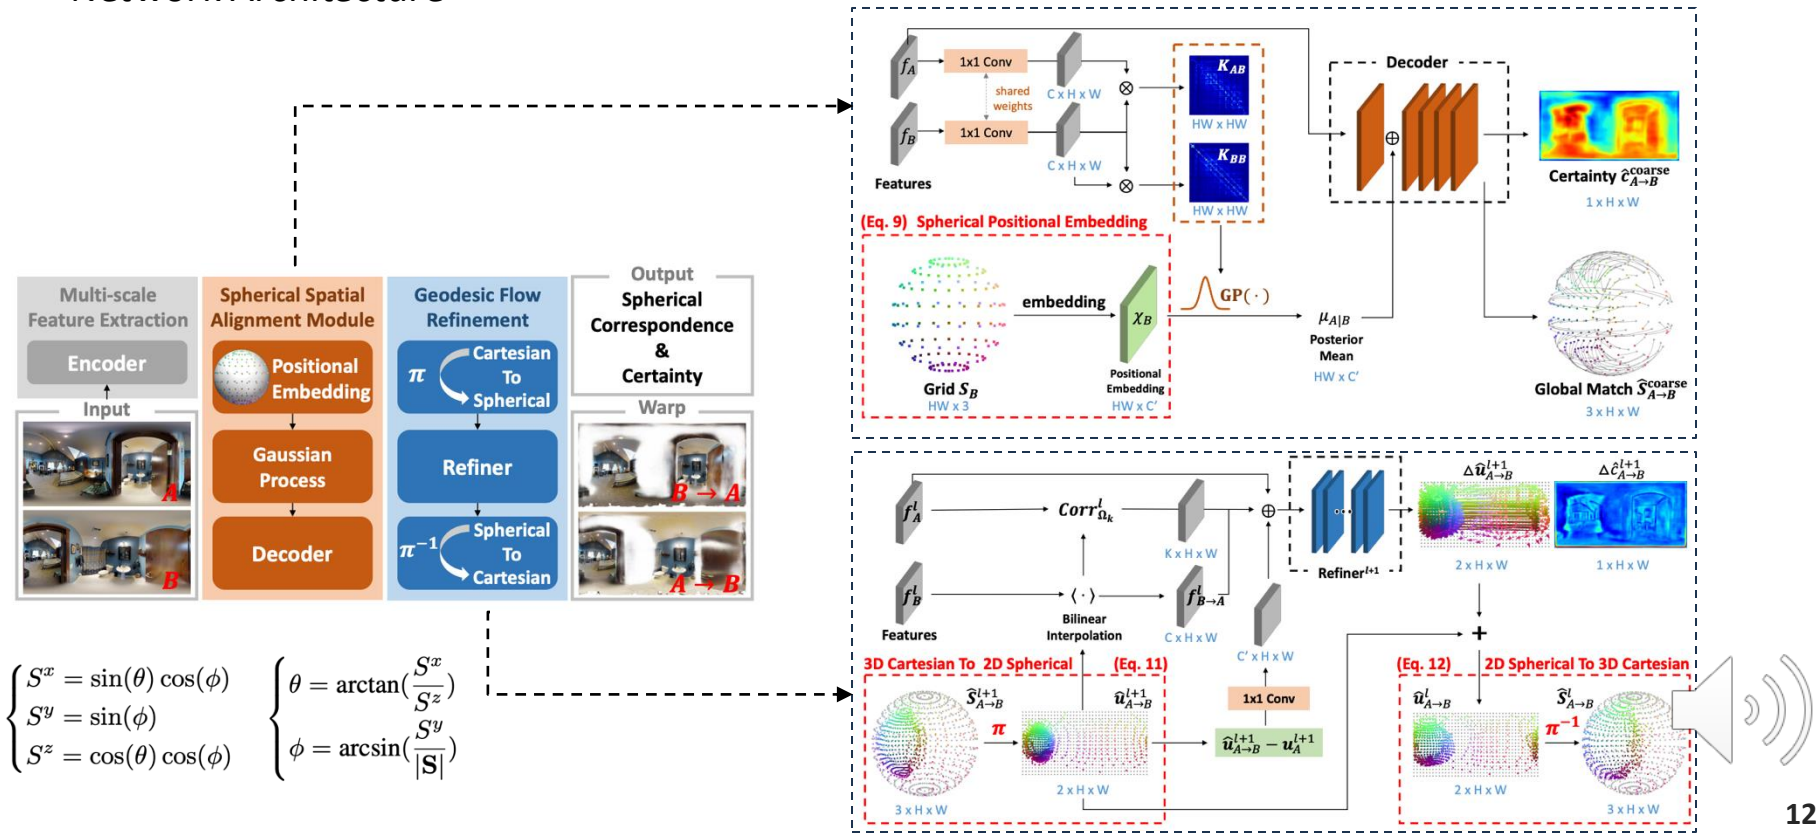 Network Architecture
Multi-scale
Feature Extraction
Encoder
Input
A
B
Spherical Spatial
Alignment Module
Positional
Embedding
Gaussian
Process
Decoder
Geodesic Flow
Refinement
π
Cartesian
To
Spherical
Refiner
π⁻¹
Spherical
To
Cartesian
Output
Spherical
Correspondence
&
Certainty
Warp
B → A
A → B
S^x = sin(θ) cos(ϕ)
S^y = sin(ϕ)
S^z = cos(θ) cos(ϕ)
θ = arctan(S^x/S^z)
ϕ = arcsin(S^y/|S|)
f_A
1x1 Conv
C x H x W
shared
weights
f_B
1x1 Conv
C x H x W
Features
⊗
⊗
K_AB
HW x HW
K_BB
HW x HW
(Eq. 9) Spherical Positional Embedding
Grid S_B
HW x 3
embedding
χ_B
Positional
Embedding
HW x C′
GP(·)
μ_A|B
Posterior
Mean
HW x C′
Decoder
⊕
Certainty ĉ^coarse_A→B
1 x H x W
Global Match Ŝ^coarse_A→B
3 x H x W
f^l_A
Corr^l_Ω_k
K x H x W
⊕
f^l_B
Features
⟨·⟩
Bilinear
Interpolation
f^l_B→A
C x H x W
C′ x H x W
1x1 Conv
û^l+1_A→B − u^l+1_A
...
Refiner^l+1
Δû^l+1_A→B
2 x H x W
Δĉ^l+1_A→B
1 x H x W
+
3D Cartesian To 2D Spherical (Eq. 11)
Ŝ^l+1_A→B
π
û^l+1_A→B
3 x H x W
2 x H x W
(Eq. 12) 2D Spherical To 3D Cartesian
û^l_A→B
π⁻¹
Ŝ^l_A→B
2 x H x W
3 x H x W
12